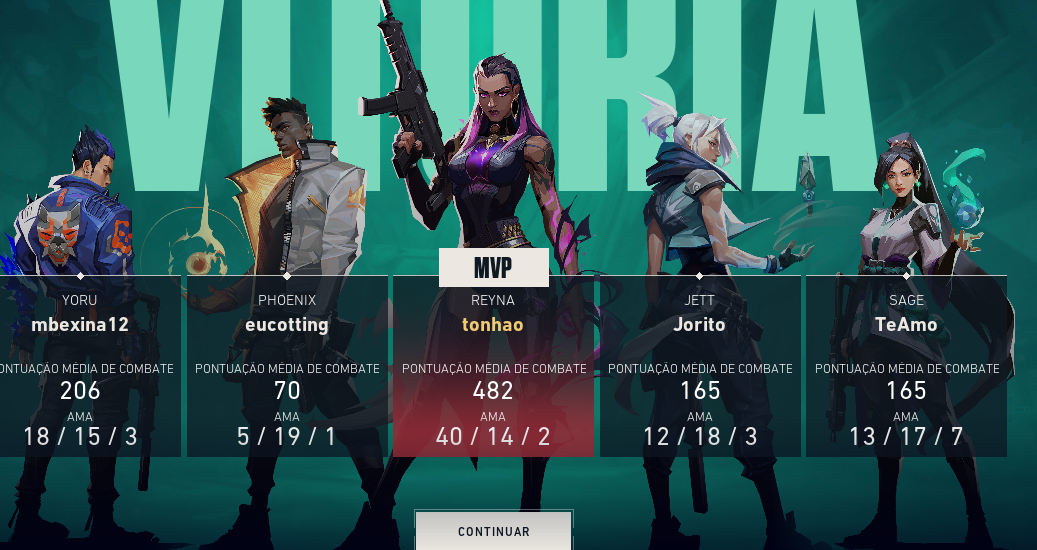 VITÓRIA
MVP
YORU
mbexina12
PONTUAÇÃO MÉDIA DE COMBATE
206
AMA
18 / 15 / 3
PHOENIX
eucotting
PONTUAÇÃO MÉDIA DE COMBATE
70
AMA
5 / 19 / 1
REYNA
tonhao
PONTUAÇÃO MÉDIA DE COMBATE
482
AMA
40 / 14 / 2
JETT
Jorito
PONTUAÇÃO MÉDIA DE COMBATE
165
AMA
12 / 18 / 3
SAGE
TeAmo
PONTUAÇÃO MÉDIA DE COMBATE
165
AMA
13 / 17 / 7
CONTINUAR